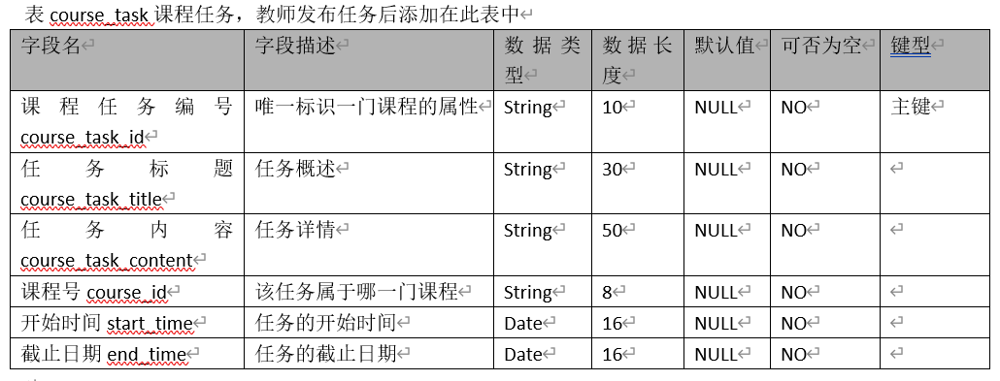 表 course_task 课程任务，教师发布任务后添加在此表中
字段名 字段描述 数据类型 数据长度 默认值 可否为空 键型
课程任务编号 course_task_id 唯一标识一门课程的属性 String 10 NULL NO 主键
任务标题 course_task_title 任务概述 String 30 NULL NO
任务内容 course_task_content 任务详情 String 50 NULL NO
课程号 course_id 该任务属于哪一门课程 String 8 NULL NO
开始时间 start_time 任务的开始时间 Date 16 NULL NO
截止日期 end_time 任务的截止日期 Date 16 NULL NO